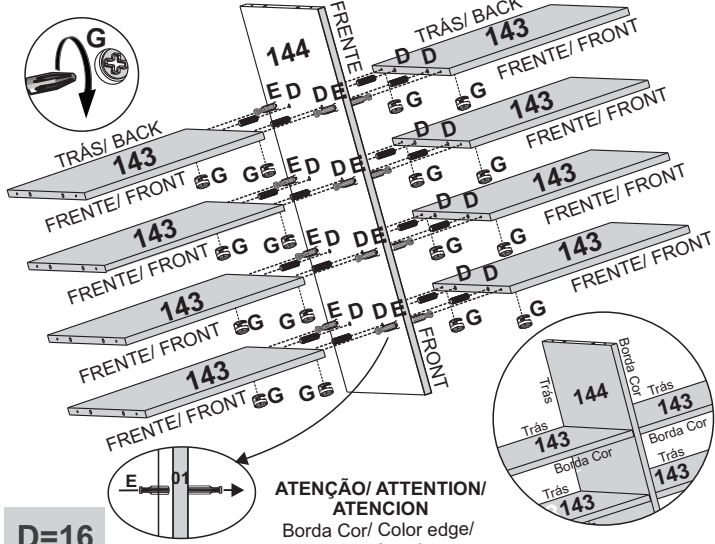 G
144
FRENTE
TRÁS/ BACK
143
FRENTE/ FRONT
D D
G G
E D D E
TRÁS/ BACK
143
FRENTE/ FRONT
G G
D D
143
FRENTE/ FRONT
G G
E D D E
143
FRENTE/ FRONT
G G
D D
143
FRENTE/ FRONT
G G
E D D E
143
FRENTE/ FRONT
G G
D D
143
FRENTE/ FRONT
G G
E D D E
143
FRENTE/ FRONT
G G
FRONT
E 01
Trás
144
Borda Cor
Trás
143
Borda Cor
Trás
143
Borda Cor
Trás
143
Trás
143
ATENÇÃO/ ATTENTION/
ATENCION
Borda Cor/ Color edge/
D=16